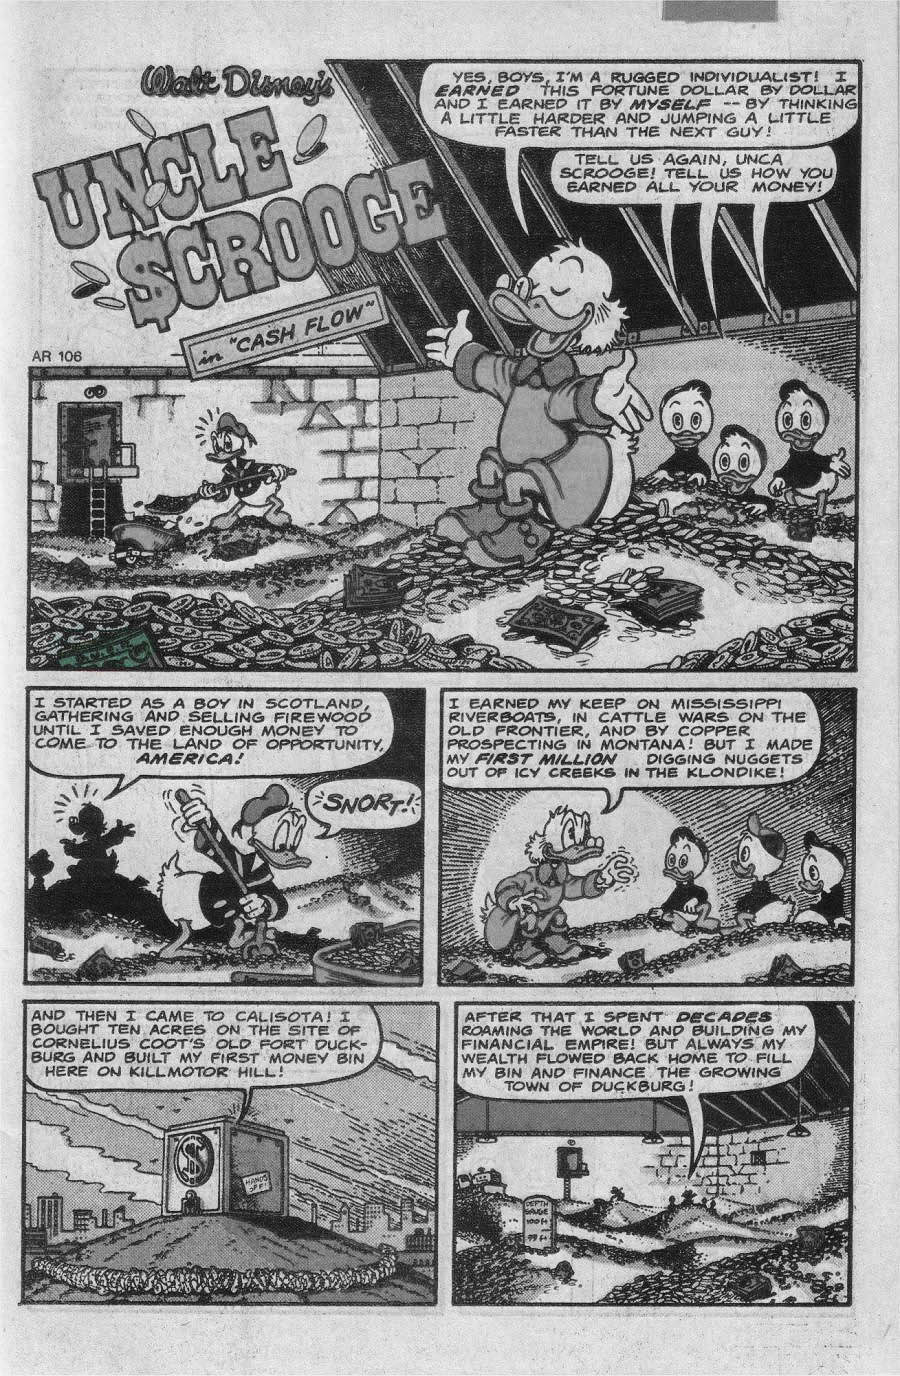 Walt Disney's
UNCLE
$CROOGE
in "CASH FLOW"
AR 106
YES, BOYS, I'M A RUGGED INDIVIDUALIST! I
EARNED THIS FORTUNE DOLLAR BY DOLLAR
AND I EARNED IT BY MYSELF -- BY THINKING
A LITTLE HARDER AND JUMPING A LITTLE
FASTER THAN THE NEXT GUY!
TELL US AGAIN, UNCA
SCROOGE! TELL US HOW YOU
EARNED ALL YOUR MONEY!
I STARTED AS A BOY IN SCOTLAND,
GATHERING AND SELLING FIREWOOD
UNTIL I SAVED ENOUGH MONEY TO
COME TO THE LAND OF OPPORTUNITY,
AMERICA!
SNORT!
I EARNED MY KEEP ON MISSISSIPPI
RIVERBOATS, IN CATTLE WARS ON THE
OLD FRONTIER, AND BY COPPER
PROSPECTING IN MONTANA! BUT I MADE
MY FIRST MILLION DIGGING NUGGETS
OUT OF ICY CREEKS IN THE KLONDIKE!
AND THEN I CAME TO CALISOTA! I
BOUGHT TEN ACRES ON THE SITE OF
CORNELIUS COOT'S OLD FORT DUCK-
BURG AND BUILT MY FIRST MONEY BIN
HERE ON KILLMOTOR HILL!
$
HANDS
OFF!
AFTER THAT I SPENT DECADES
ROAMING THE WORLD AND BUILDING MY
FINANCIAL EMPIRE! BUT ALWAYS MY
WEALTH FLOWED BACK HOME TO FILL
MY BIN AND FINANCE THE GROWING
TOWN OF DUCKBURG!
DEPTH
GAUGE
100 ft
99 ft